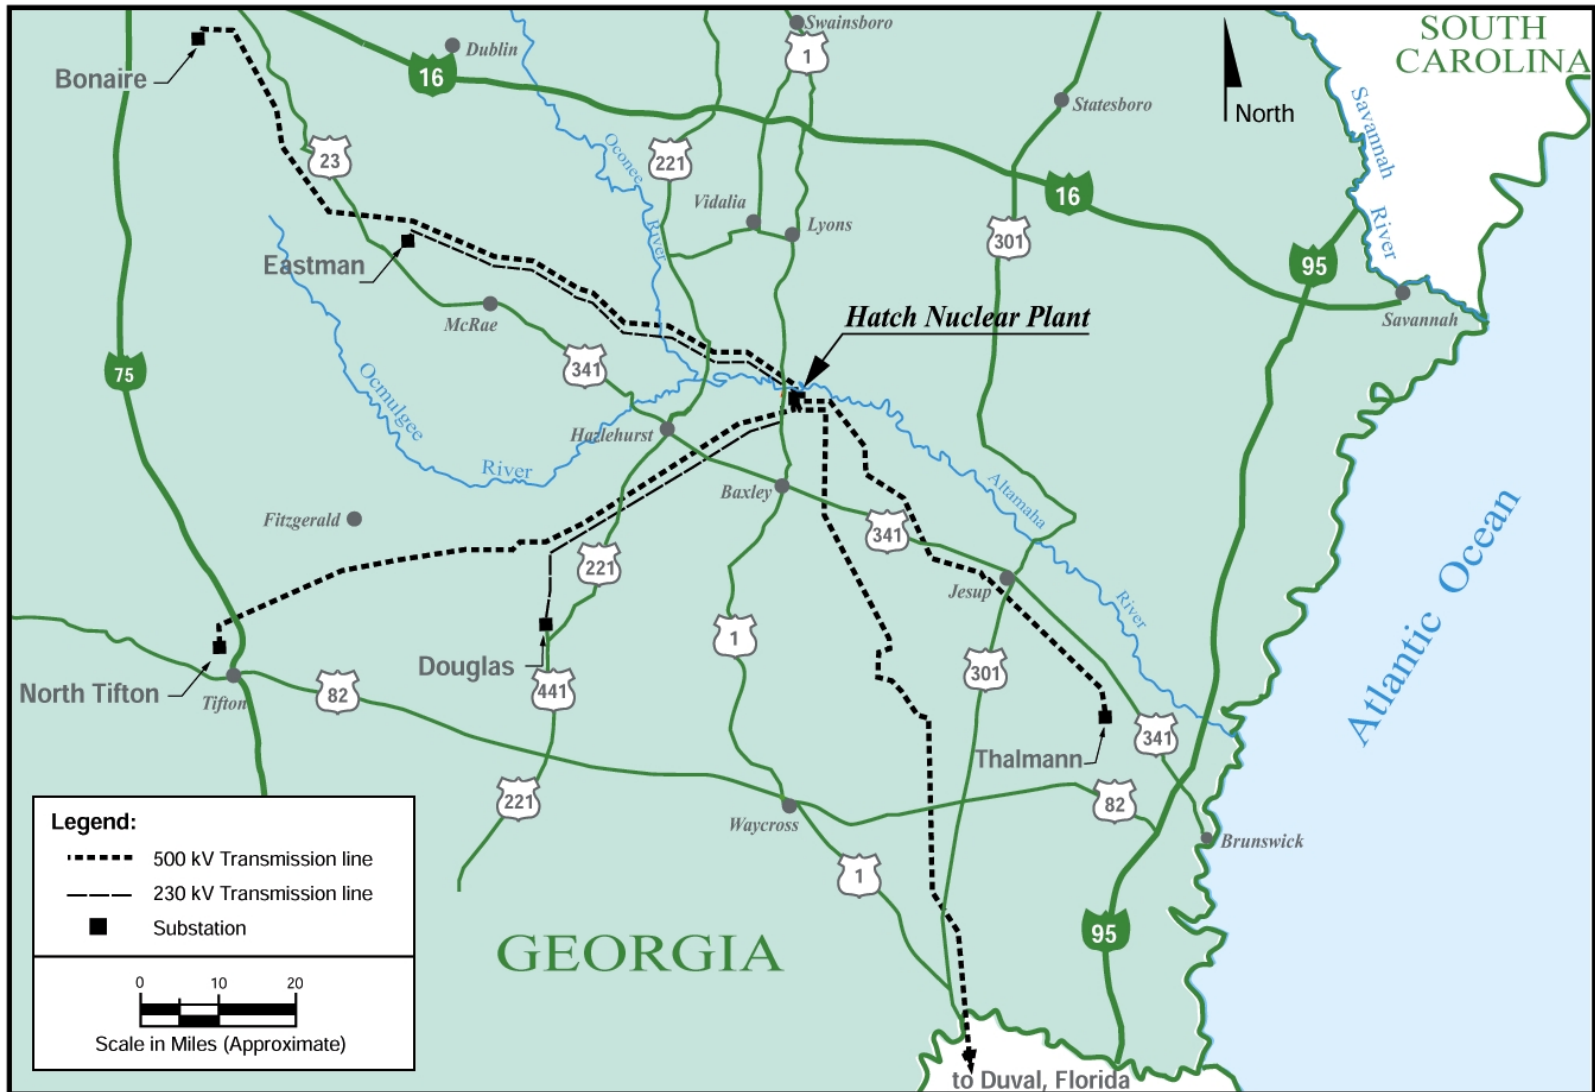 SOUTH
CAROLINA
Swainsboro
1
Dublin
16
Bonaire
Statesboro
North
Savannah
River
23
Oconee
River
221
16
Vidalia
Lyons
301
95
Eastman
McRae
Hatch Nuclear Plant
Savannah
75
341
Ocmulgee
River
Hazlehurst
Baxley
Altamaha
River
Fitzgerald
341
221
Jesup
Atlantic Ocean
1
Douglas
301
North Tifton
Tifton
82
441
Thalmann
341
221
82
Waycross
Brunswick
1
95
GEORGIA
Legend:
500 kV Transmission line
230 kV Transmission line
Substation
0 10 20
Scale in Miles (Approximate)
to Duval, Florida